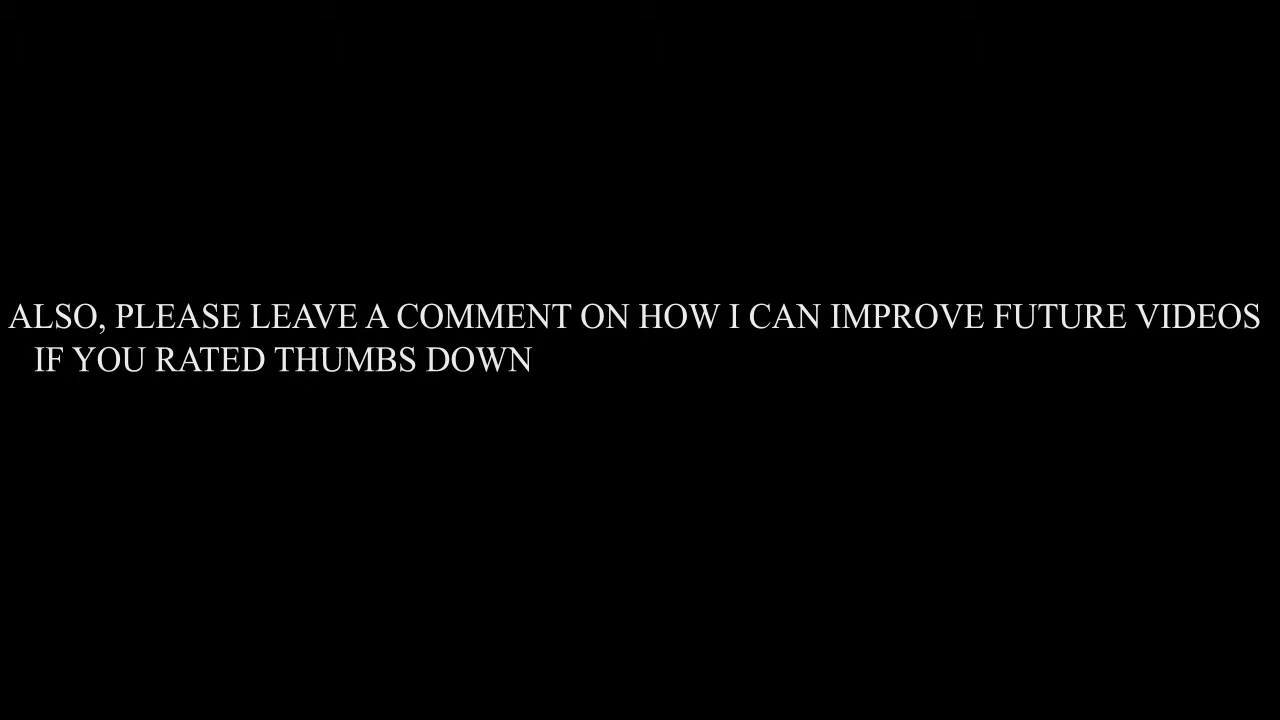 ALSO, PLEASE LEAVE A COMMENT ON HOW I CAN IMPROVE FUTURE VIDEOS
IF YOU RATED THUMBS DOWN